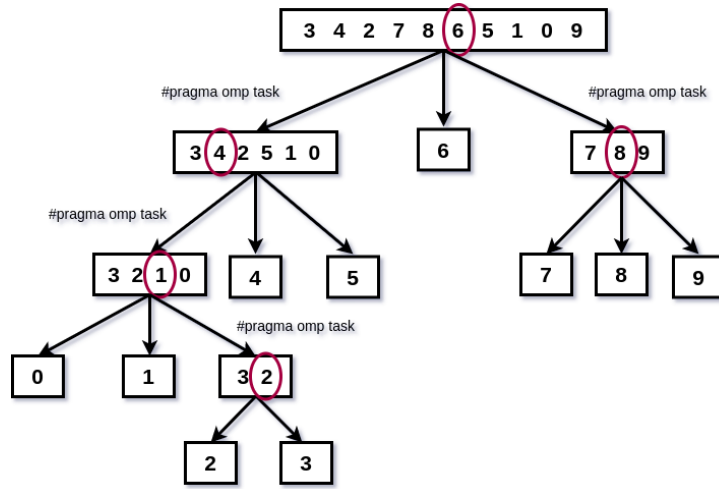 3 4 2 7 8 6 5 1 0 9
#pragma omp task
#pragma omp task
3 4 2 5 1 0
6
7 8 9
#pragma omp task
3 2 1 0
4
5
7
8
9
#pragma omp task
0
1
3 2
2
3